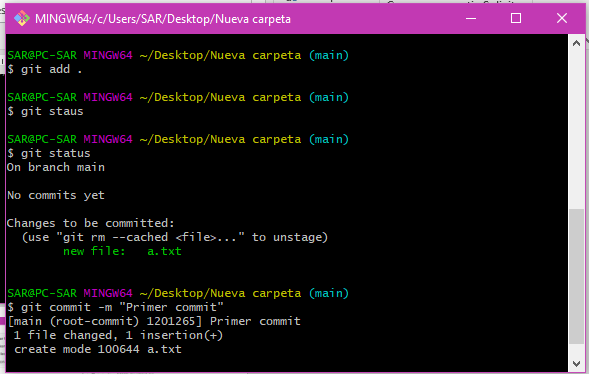 MINGW64:/c/Users/SAR/Desktop/Nueva carpeta
SAR@PC-SAR MINGW64 ~/Desktop/Nueva carpeta (main)
$ git add .
SAR@PC-SAR MINGW64 ~/Desktop/Nueva carpeta (main)
$ git staus
SAR@PC-SAR MINGW64 ~/Desktop/Nueva carpeta (main)
$ git status
On branch main
No commits yet
Changes to be committed:
  (use "git rm --cached <file>..." to unstage)
        new file:   a.txt
SAR@PC-SAR MINGW64 ~/Desktop/Nueva carpeta (main)
$ git commit -m "Primer commit"
[main (root-commit) 1201265] Primer commit
 1 file changed, 1 insertion(+)
 create mode 100644 a.txt